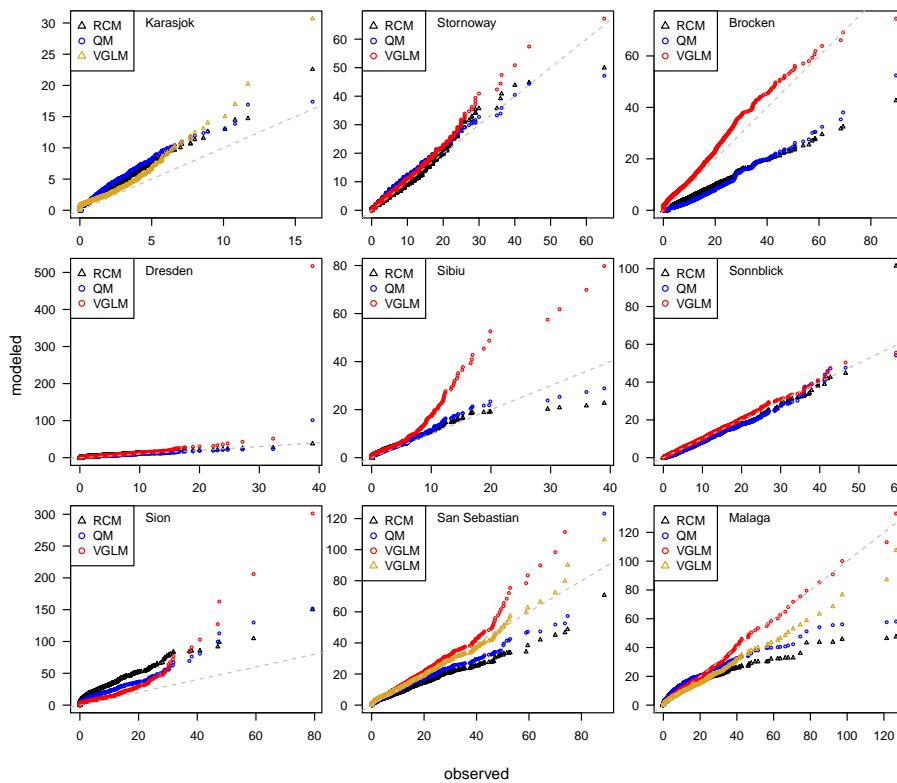 Karasjok
RCM
QM
VGLM
0 5 10 15 20 25 30
0 5 10 15
Stornoway
RCM
QM
VGLM
0 10 20 30 40 50 60
0 10 20 30 40 50 60
Brocken
RCM
QM
VGLM
0 20 40 60
0 20 40 60 80
Dresden
RCM
QM
VGLM
0 100 200 300 400 500
0 10 20 30 40
Sibiu
RCM
QM
VGLM
0 20 40 60 80
0 10 20 30 40
Sonnblick
RCM
QM
VGLM
0 20 40 60 80 100
0 10 20 30 40 50 60
Sion
RCM
QM
VGLM
0 50 100 150 200 250 300
0 20 40 60 80
San Sebastian
RCM
QM
VGLM
VGLM
0 20 40 60 80 100 120
0 20 40 60 80
Malaga
RCM
QM
VGLM
VGLM
0 20 40 60 80 100 120
0 20 40 60 80 100 120
modeled
observed